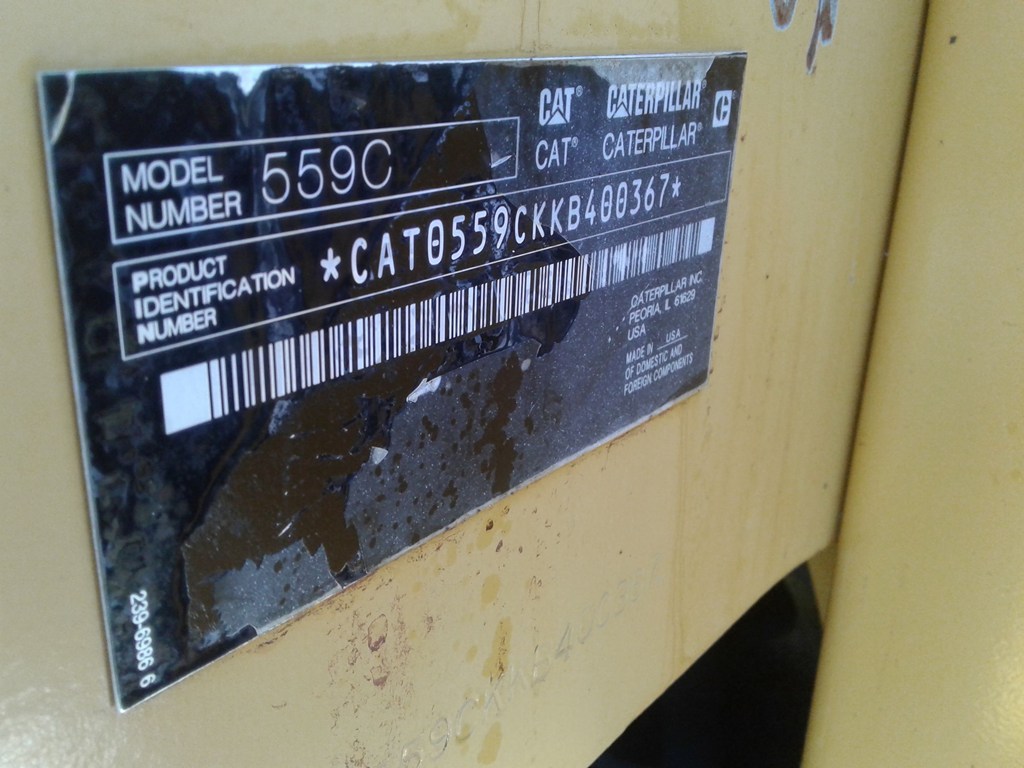 CAT® CATERPILLAR® C
CAT® CATERPILLAR®
MODEL
NUMBER 559C
PRODUCT
IDENTIFICATION
NUMBER
*CAT0559CKKB400367*
CATERPILLAR INC.
PEORIA, IL 61629
USA
MADE IN USA
OF DOMESTIC AND
FOREIGN COMPONENTS
239-6986 6